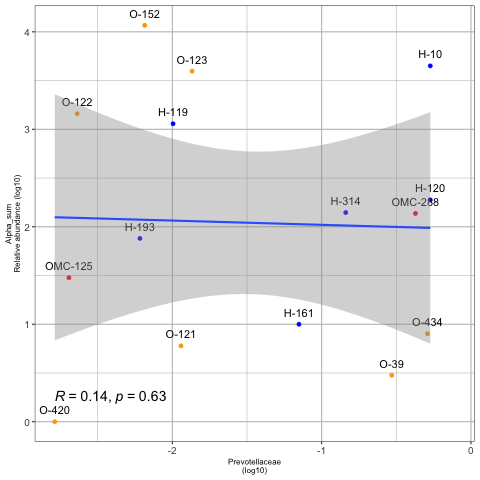 O-152
4
O-123
H-10
O-122
H-119
3
H-120
OMC-288
H-314
2
H-193
OMC-125
H-161
1
O-434
O-121
O-39
R = 0.14, p = 0.63
O-420
0
Alpha_sum
Relative abundance (log10)
-2
-1
0
Prevotellaceae
(log10)